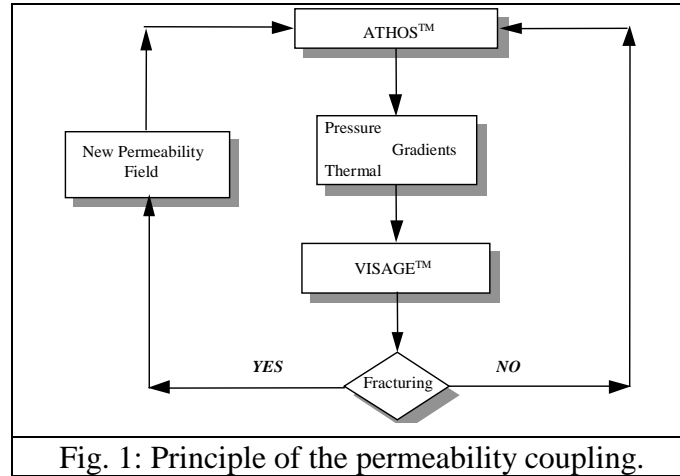 ATHOS™
Pressure
Gradients
Thermal
New Permeability
Field
VISAGE™
YES
Fracturing
NO
Fig. 1: Principle of the permeability coupling.